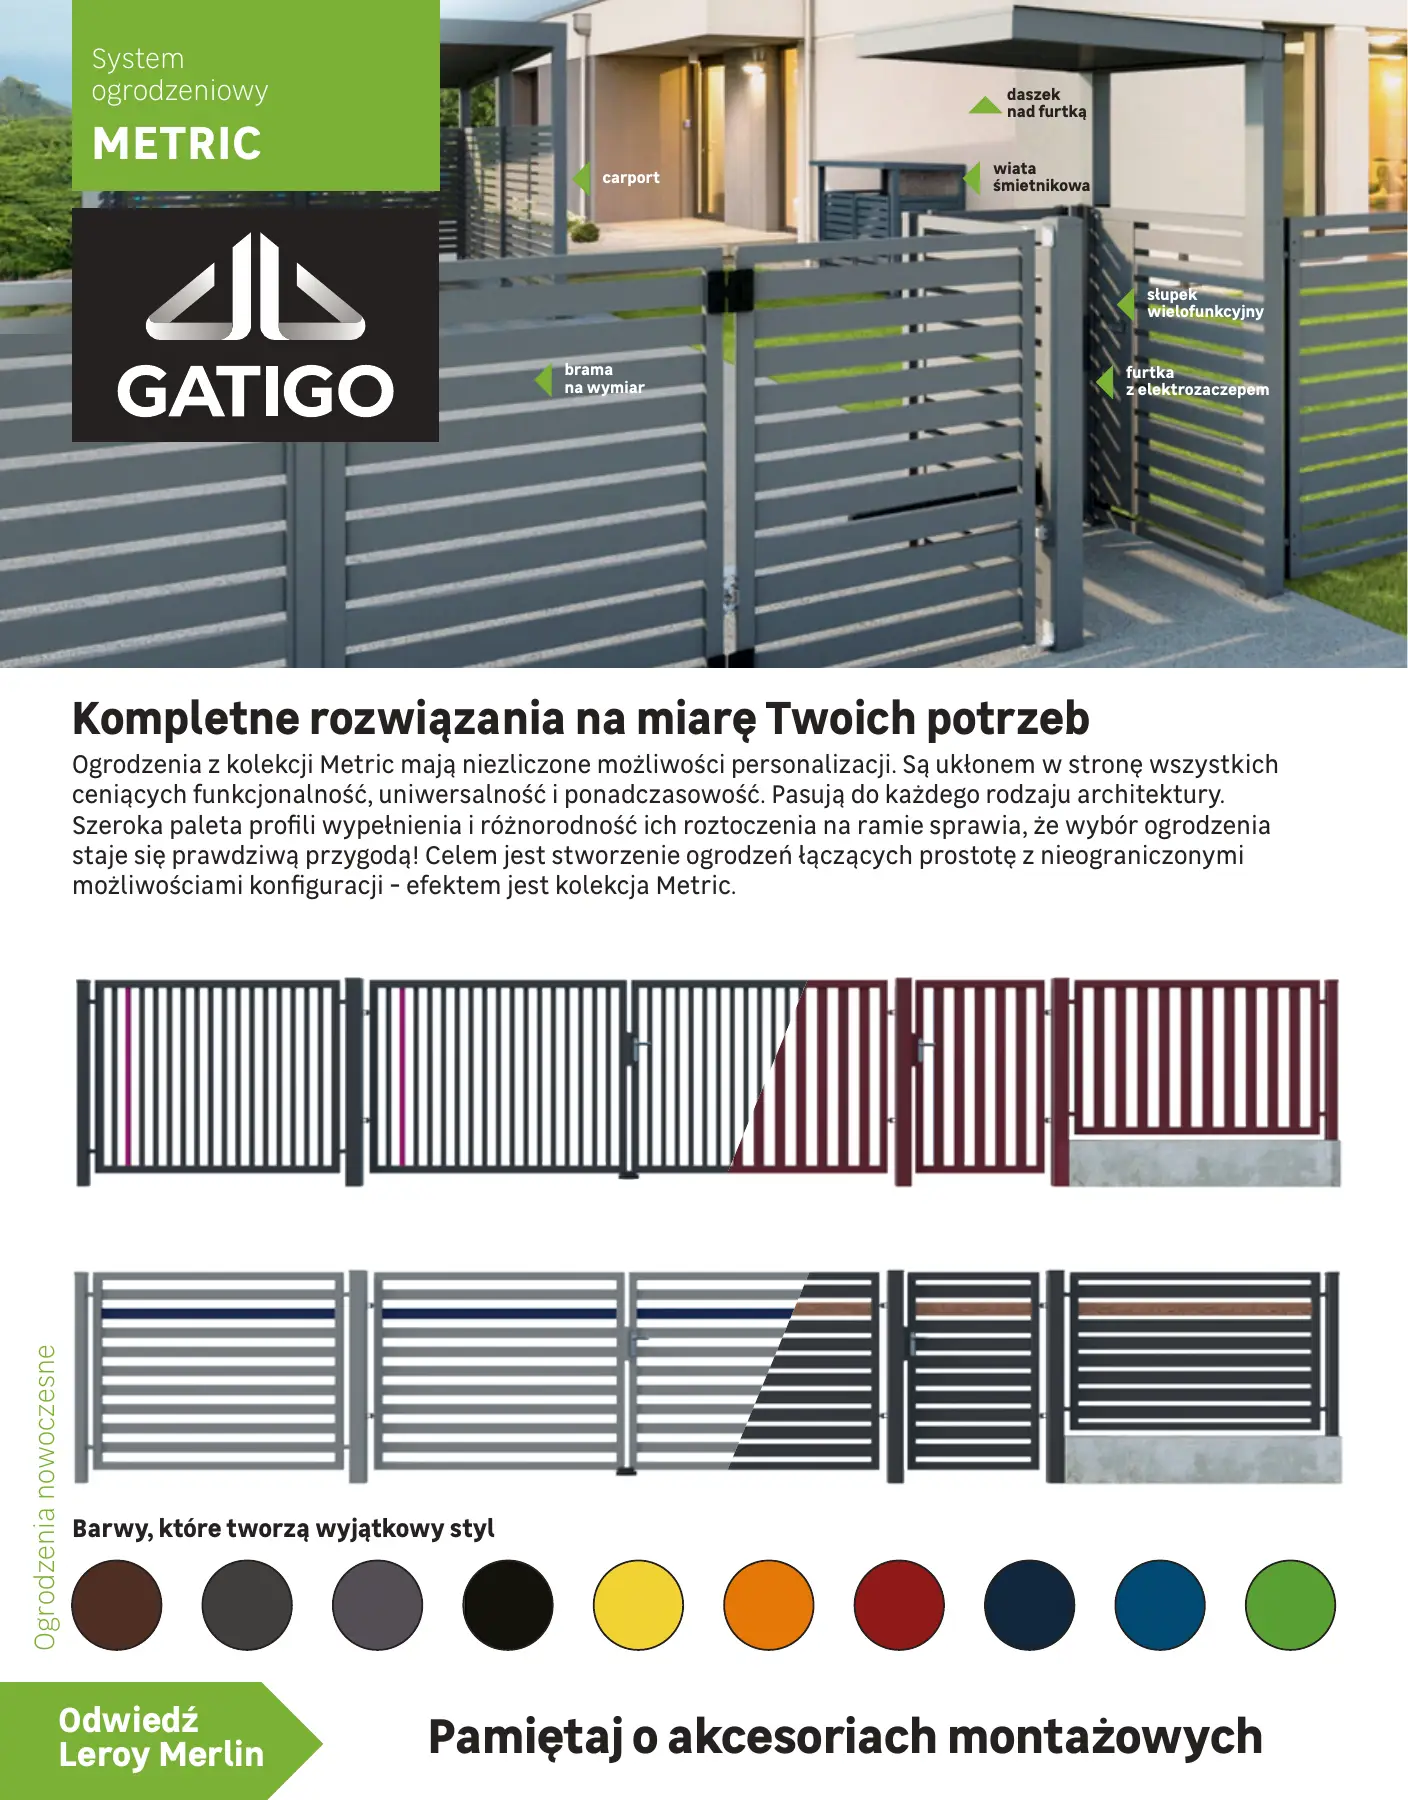 System
ogrodzeniowy
METRIC
GATIGO
carport
daszek
nad furtką
wiata
śmietnikowa
słupek
wielofunkcyjny
furtka
z elektrozaczepem
brama
na wymiar
Kompletne rozwiązania na miarę Twoich potrzeb
Ogrodzenia z kolekcji Metric mają niezliczone możliwości personalizacji. Są ukłonem w stronę wszystkich
ceniących funkcjonalność, uniwersalność i ponadczasowość. Pasują do każdego rodzaju architektury.
Szeroka paleta profili wypełnienia i różnorodność ich roztoczenia na ramie sprawia, że wybór ogrodzenia
staje się prawdziwą przygodą! Celem jest stworzenie ogrodzeń łączących prostotę z nieograniczonymi
możliwościami konfiguracji - efektem jest kolekcja Metric.
Ogrodzenia nowoczesne
Barwy, które tworzą wyjątkowy styl
Odwiedź
Leroy Merlin
Pamiętaj o akcesoriach montażowych